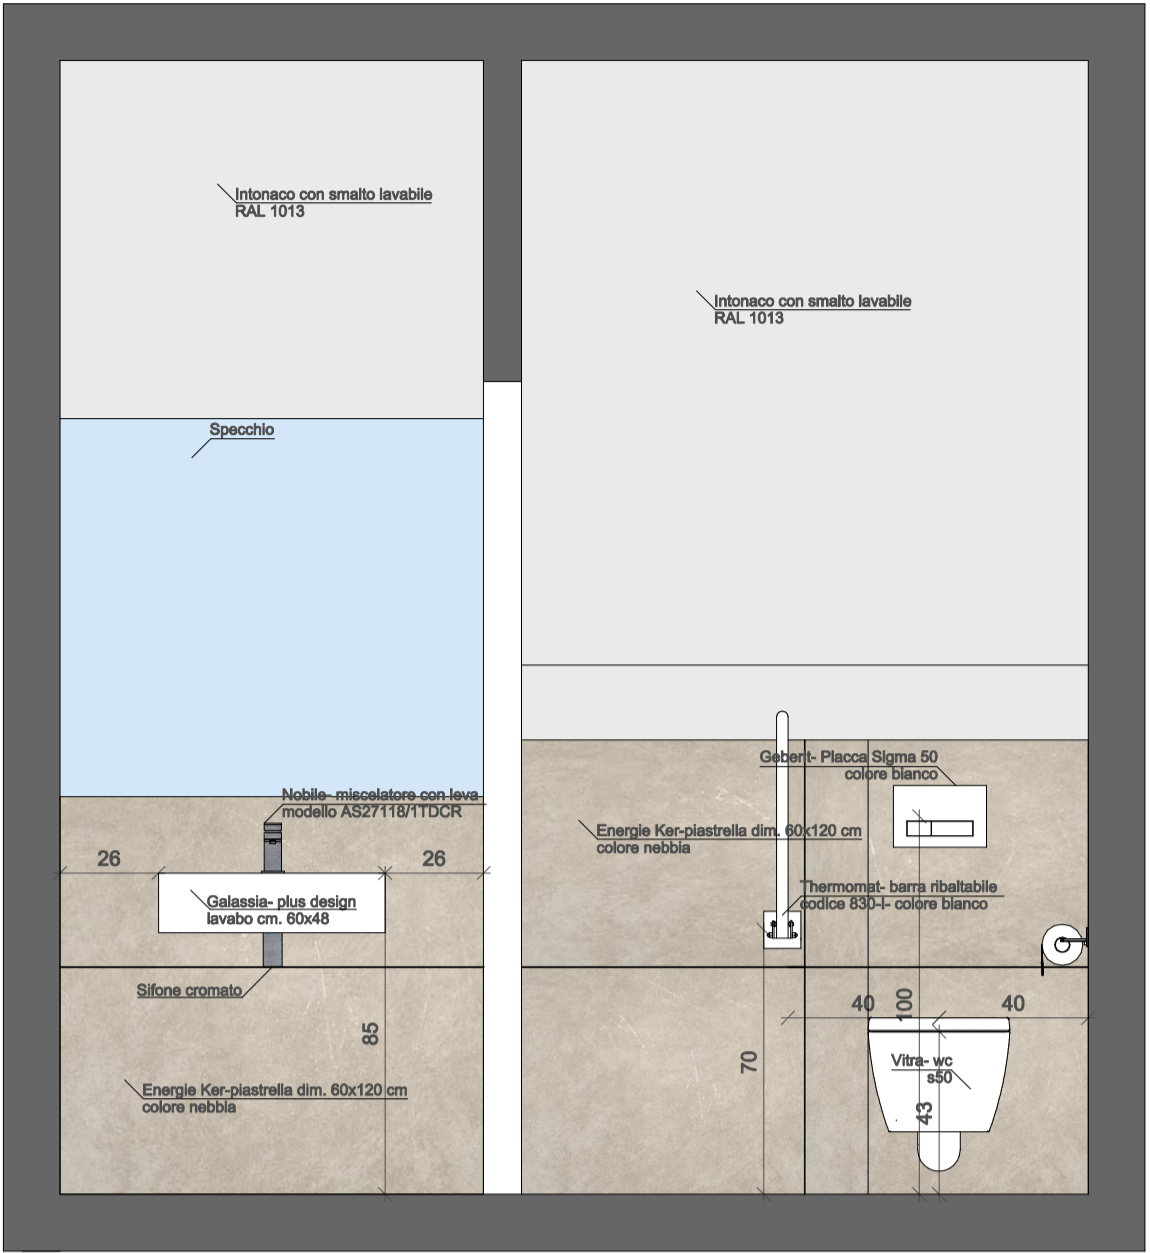 Intonaco con smalto lavabile
RAL 1013
Intonaco con smalto lavabile
RAL 1013
Specchio
Nobile- miscelatore con leva
modello AS27118/1TDCR
26
26
Galassia- plus design
lavabo cm. 60x48
Sifone cromato
85
Energie Ker-piastrella dim. 60x120 cm
colore nebbia
Geberit- Placca Sigma 50
colore bianco
Energie Ker-piastrella dim. 60x120 cm
colore nebbia
Thermomat- barra ribaltabile
codice 830-I- colore bianco
40
100
40
70
Vitra- wc
s50
43